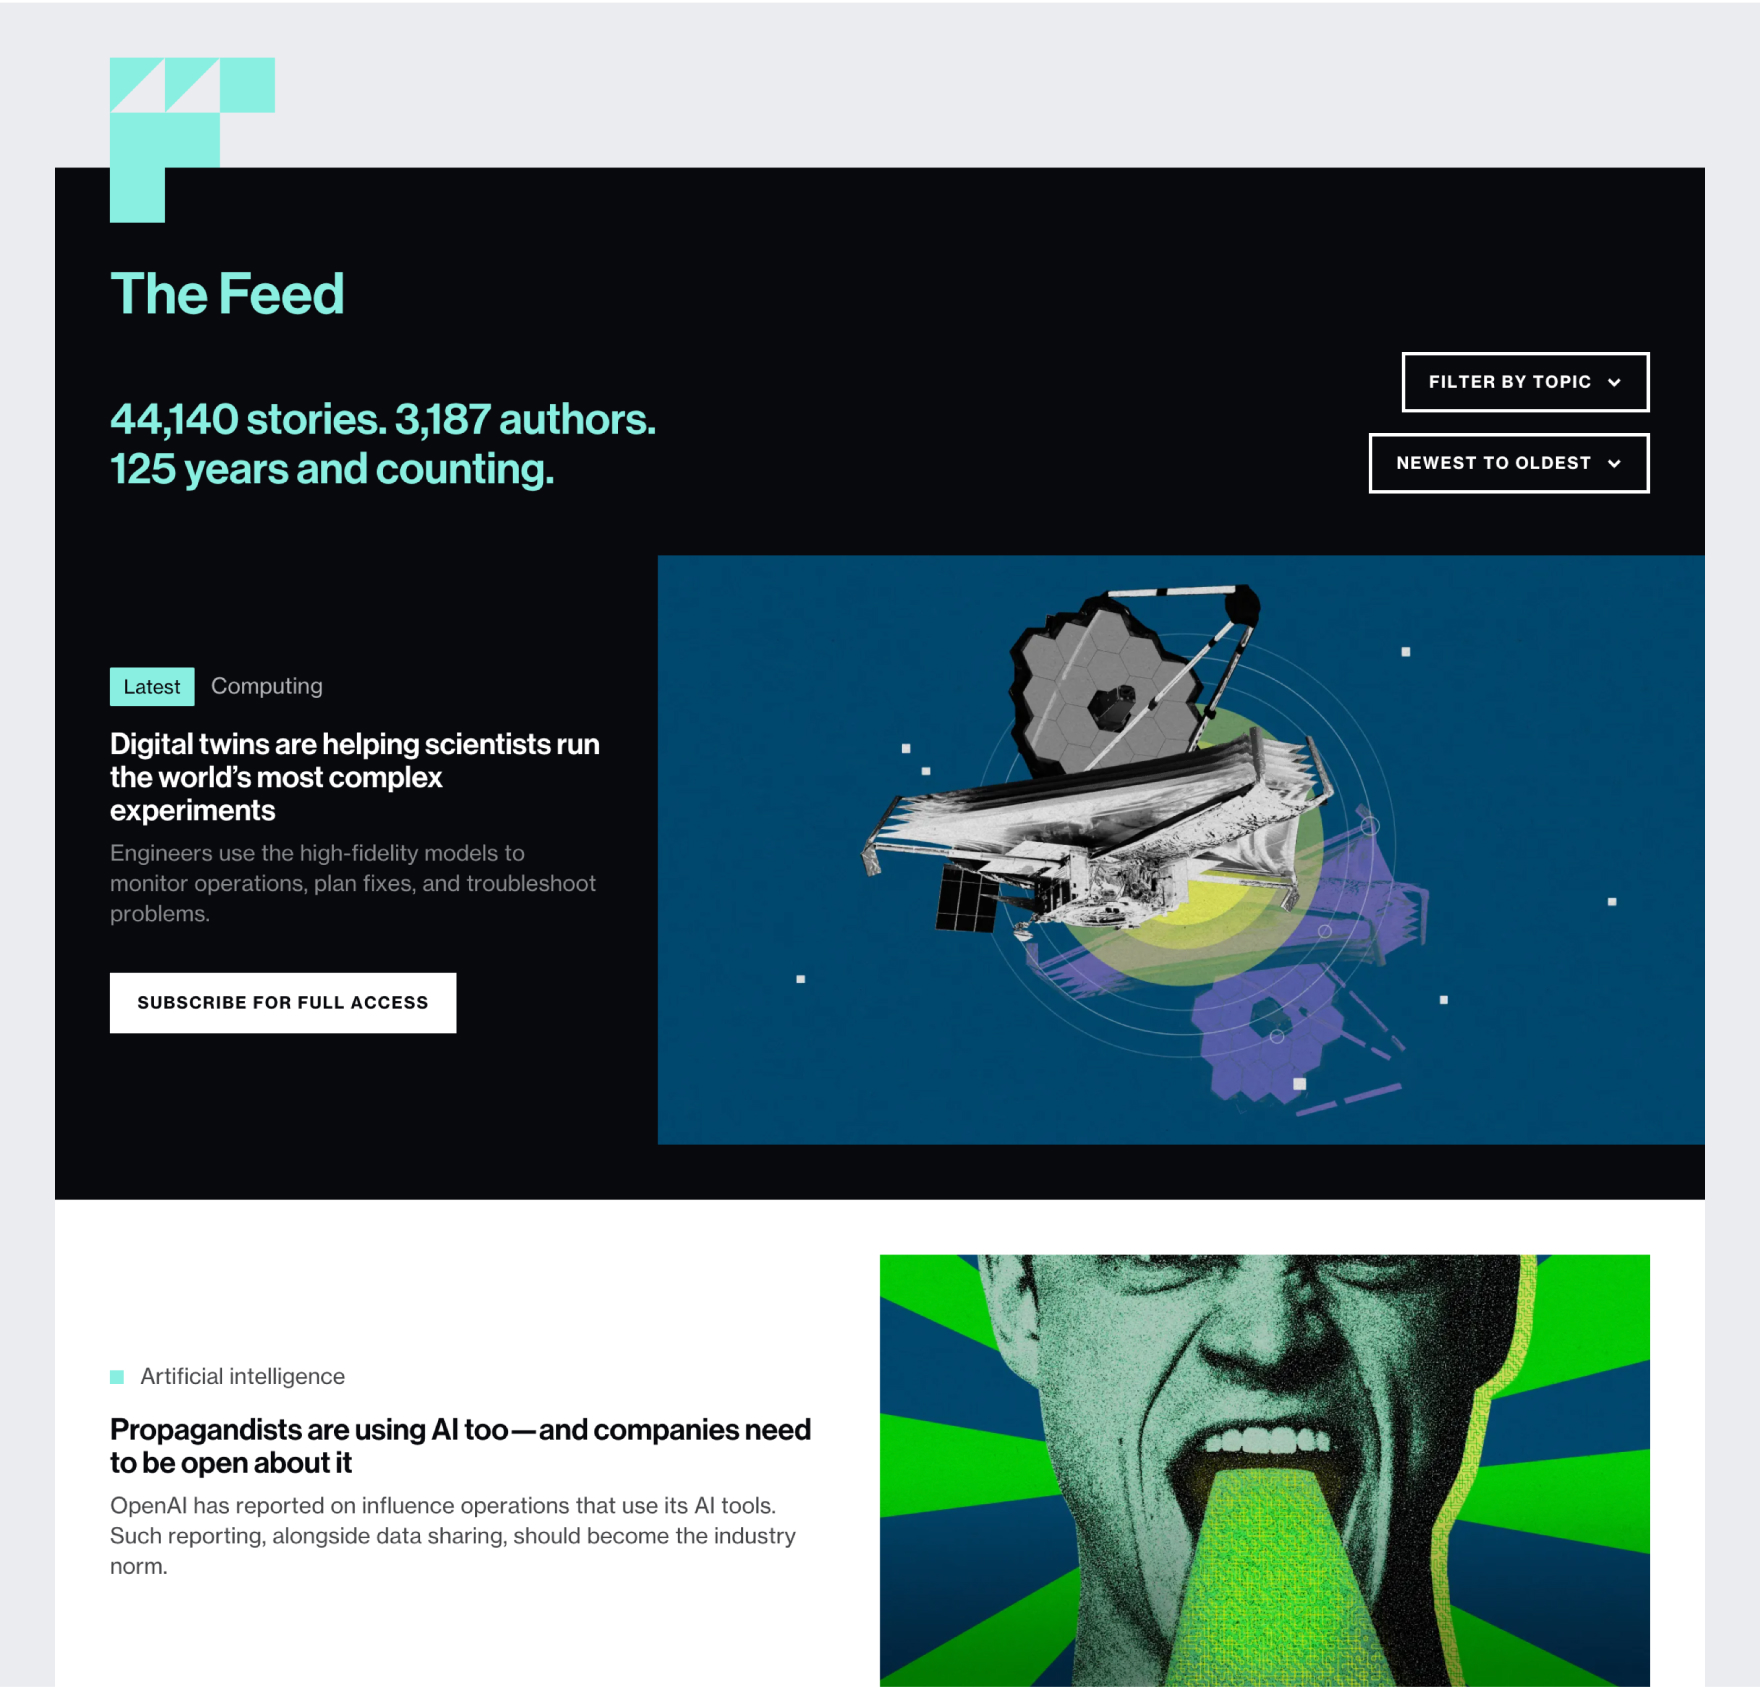 The Feed
44,140 stories. 3,187 authors.
125 years and counting.
FILTER BY TOPIC
NEWEST TO OLDEST
Latest Computing
Digital twins are helping scientists run
the world’s most complex
experiments
Engineers use the high-fidelity models to
monitor operations, plan fixes, and troubleshoot
problems.
SUBSCRIBE FOR FULL ACCESS
Artificial intelligence
Propagandists are using AI too—and companies need
to be open about it
OpenAI has reported on influence operations that use its AI tools.
Such reporting, alongside data sharing, should become the industry
norm.